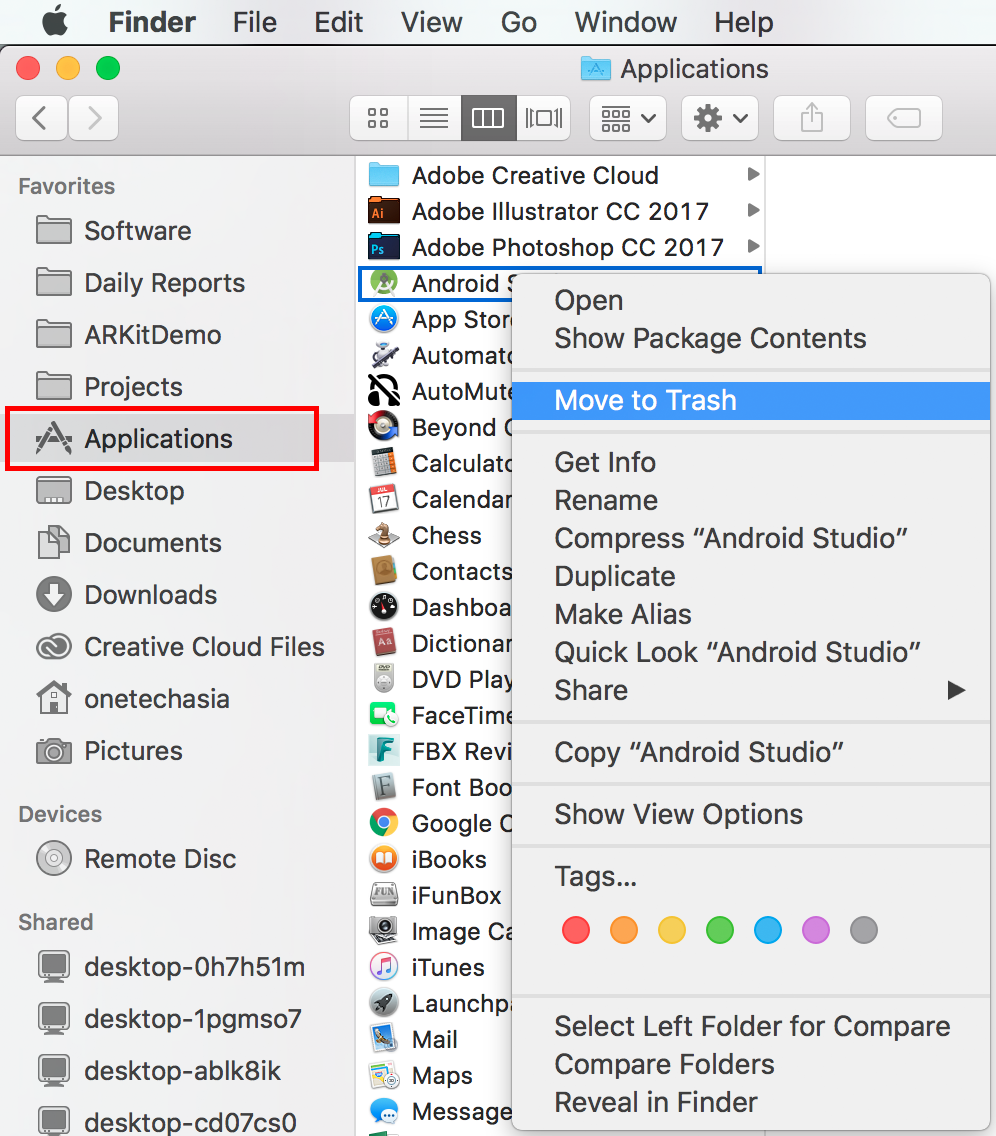 Finder File Edit View Go Window Help
Applications
Favorites
Software
Daily Reports
ARKitDemo
Projects
Applications
Desktop
Documents
Downloads
Creative Cloud Files
onetechasia
Pictures
Devices
Remote Disc
Shared
desktop-0h7h51m
desktop-1pgmso7
desktop-ablk8ik
desktop-cd07cs0
Adobe Creative Cloud
Ai Adobe Illustrator CC 2017
Ps Adobe Photoshop CC 2017
Android S
App Store
Automato
AutoMute
Beyond C
Calculato
JUL 17 Calendar
Chess
Contacts
Dashboa
Aa Dictionar
DVD DVD Play
FaceTime
F FBX Revi
F Font Boo
Google C
iBooks
FUN iFunBox
Image Ca
iTunes
Launchpa
Mail
Maps
Message
Open
Show Package Contents
Move to Trash
Get Info
Rename
Compress “Android Studio”
Duplicate
Make Alias
Quick Look “Android Studio”
Share
Copy “Android Studio”
Show View Options
Tags...
Select Left Folder for Compare
Compare Folders
Reveal in Finder